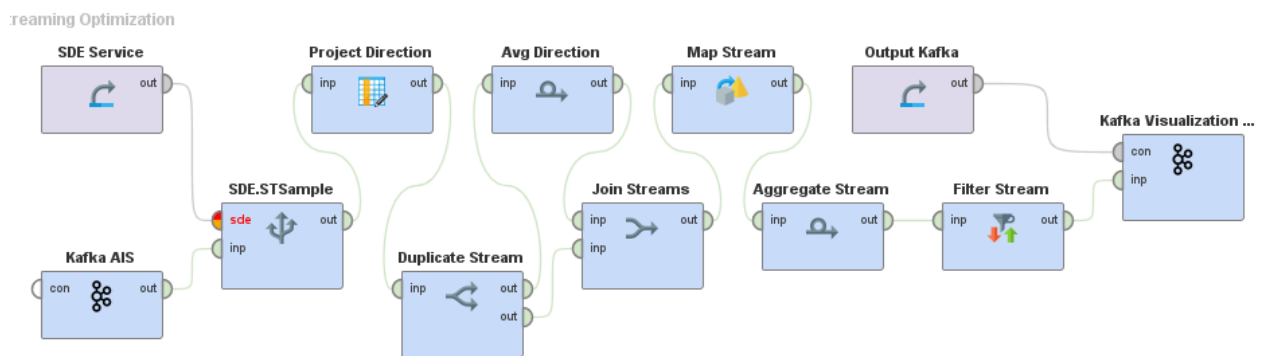 reaming Optimization
SDE Service
out
Project Direction
inp out
Avg Direction
inp out
Map Stream
inp out
Output Kafka
out
Kafka Visualization ...
con
inp
SDE.STSample
sde out
inp
Join Streams
inp out
inp
Aggregate Stream
inp out
Filter Stream
inp out
Kafka AIS
con out
Duplicate Stream
inp out
out